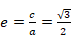 e = c/a = √3/2